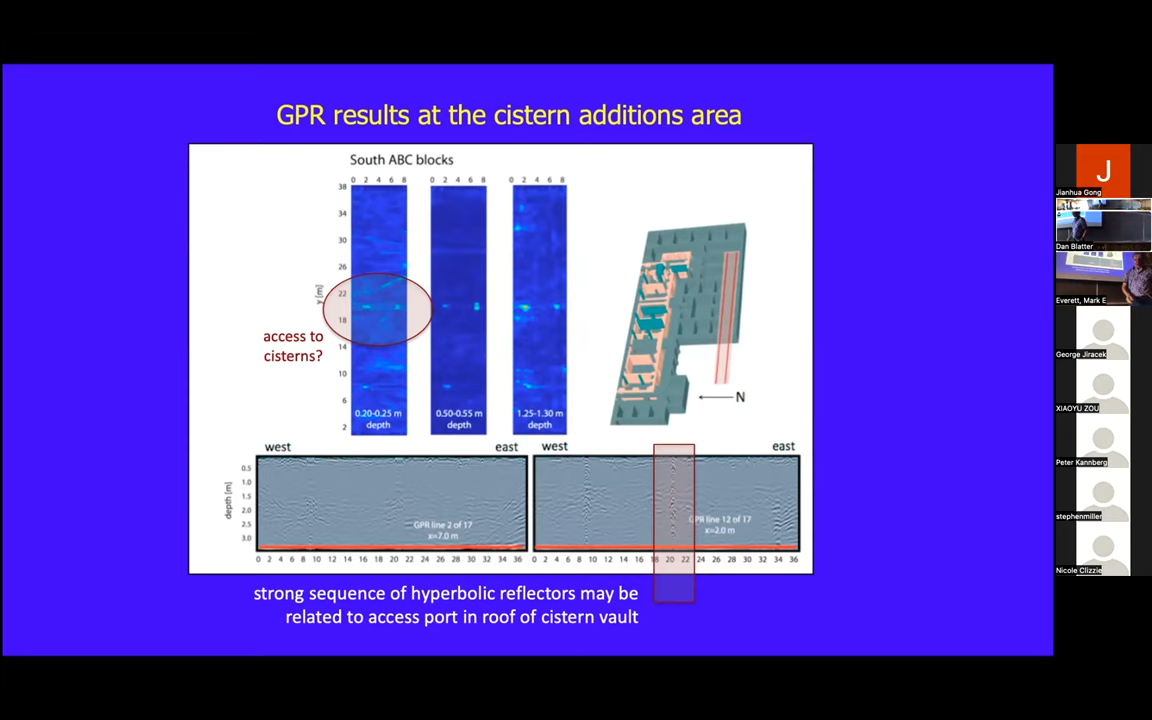 GPR results at the cistern additions area
South ABC blocks
0 2 4 6 8 0 2 4 6 8 0 2 4 6 8
38
34
30
26
22
18
14
10
6
2
y [m]
access to
cisterns?
0.20-0.25 m
depth
0.50-0.55 m
depth
1.25-1.30 m
depth
N
west east west east
depth [m]
0.5
1.0
1.5
2.0
2.5
3.0
GPR line 2 of 17
x=7.0 m
GPR line 12 of 17
x=2.0 m
0 2 4 6 8 10 12 14 16 18 20 22 24 26 28 30 32 34 36
0 2 4 6 8 10 12 14 16 18 20 22 24 26 28 30 32 34 36
strong sequence of hyperbolic reflectors may be
related to access port in roof of cistern vault
J
Jianhua Gong
Dan Blatter
Everett, Mark E
George Jiracek
XIAOYU ZOU
Peter Kannberg
stephenmiller
Nicole Clizzie